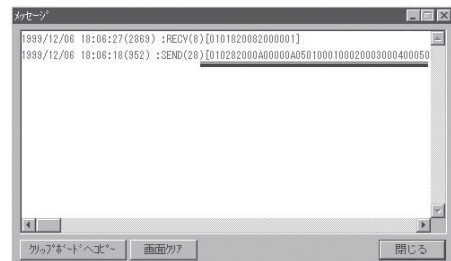 メッセージ
1999/12/06 18:06:27(2869) :RECV(8)[0101820082000001]
1999/12/06 18:06:18(952) :SEND(28)[010282000A00000A0501000100020003000400050
クリップボードへコピー
画面クリア
閉じる